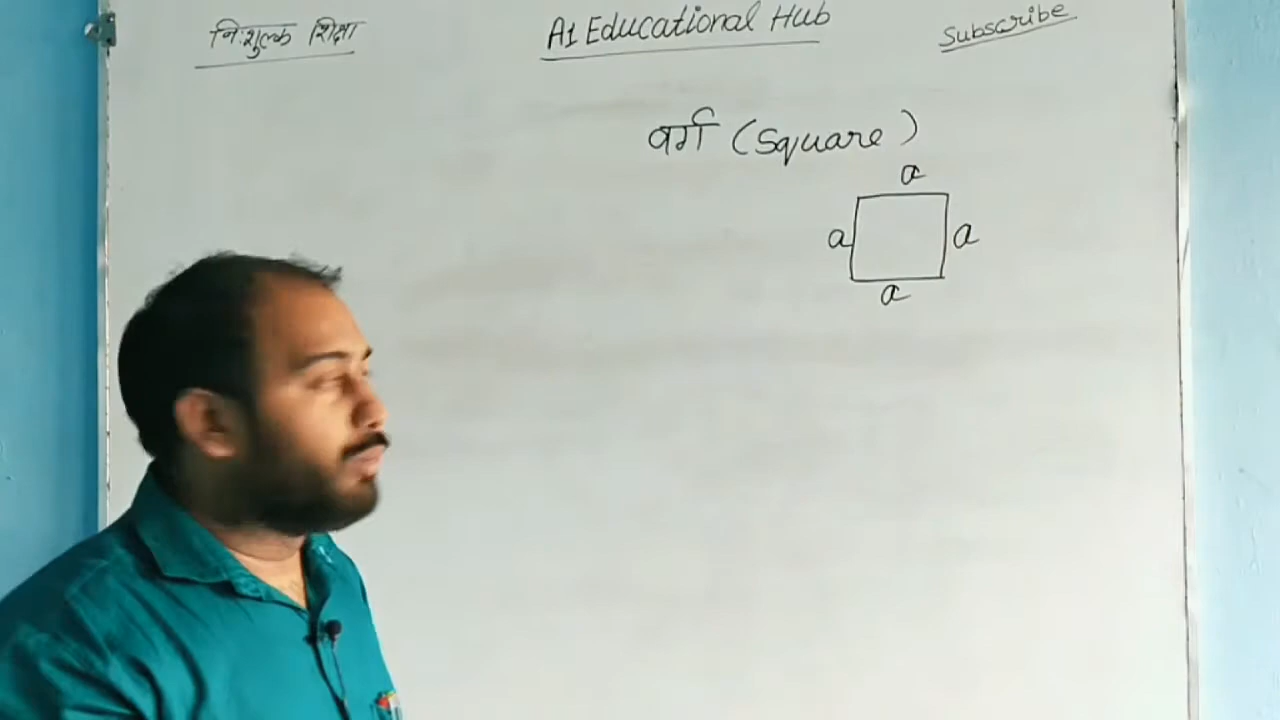 नि:शुल्क शिक्षा
A1 Educational Hub
Subscribe
वर्ग (Square)
a
a a
a